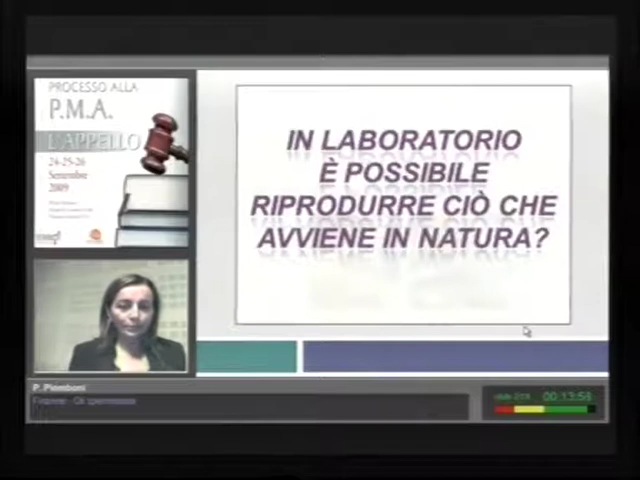 PROCESSO ALLA
P.M.A.
L'APPELLO
24-25-26
Settembre
2009
IN LABORATORIO
È POSSIBILE
RIPRODURRE CIÒ CHE
AVVIENE IN NATURA?
P. Piomboni
00:13:58